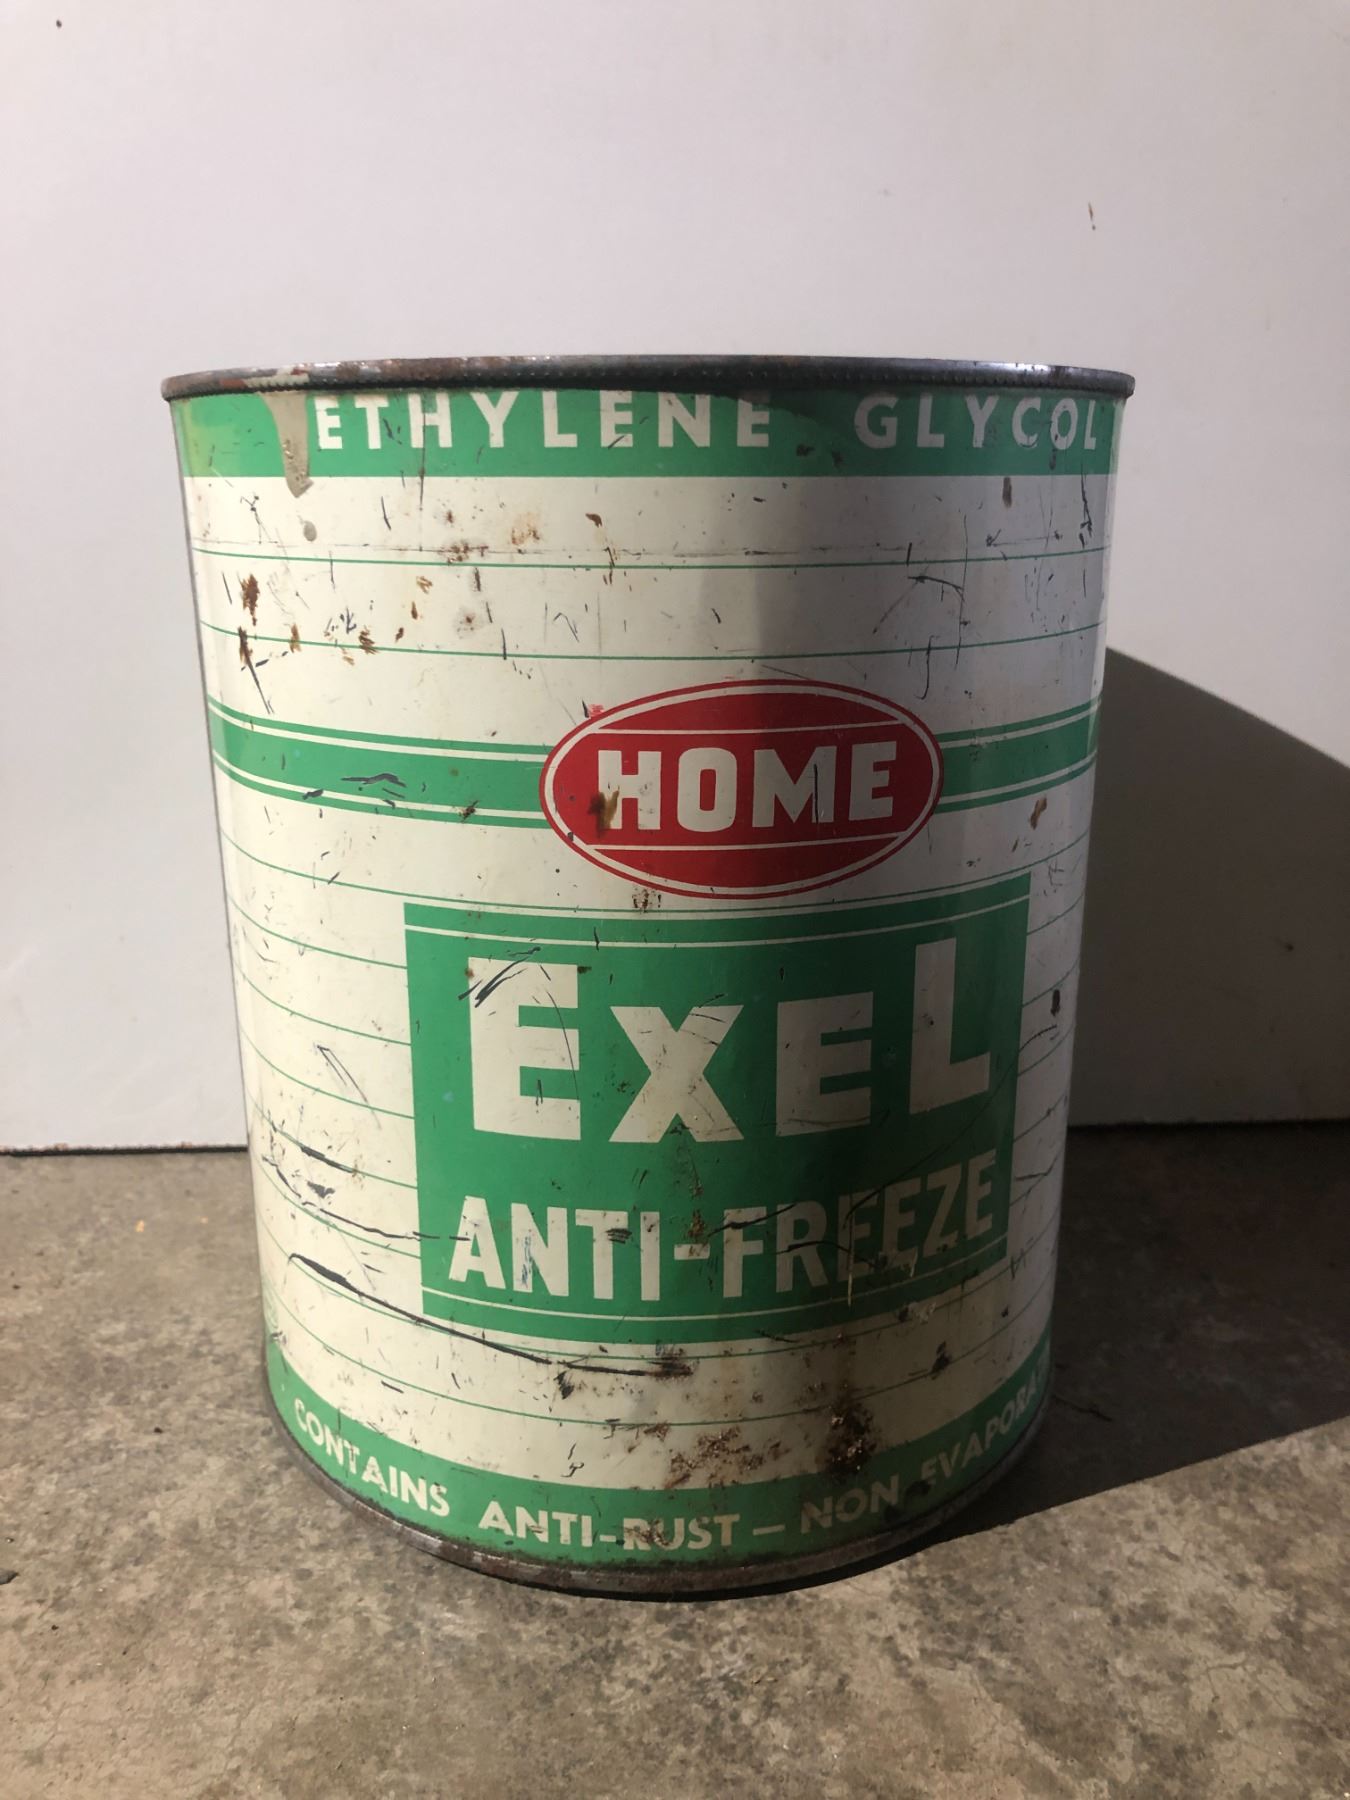 ETHYLENE GLYCOL
HOME
EXEL
ANTI-FREEZE
CONTAINS ANTI-RUST — NON